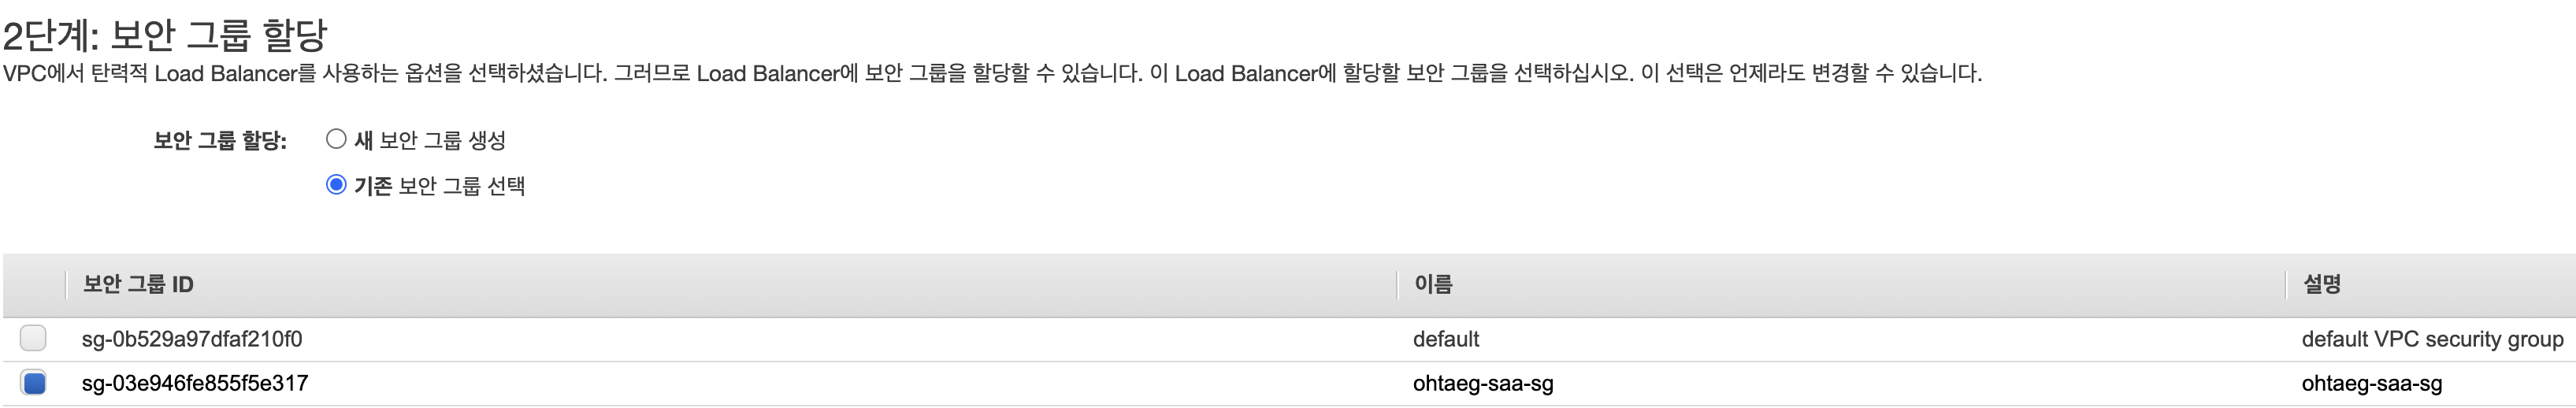 2단계: 보안 그룹 할당
VPC에서 탄력적 Load Balancer를 사용하는 옵션을 선택하셨습니다. 그러므로 Load Balancer에 보안 그룹을 할당할 수 있습니다. 이 Load Balancer에 할당할 보안 그룹을 선택하십시오. 이 선택은 언제라도 변경할 수 있습니다.
보안 그룹 할당: 새 보안 그룹 생성
기존 보안 그룹 선택
보안 그룹 ID 이름 설명
sg-0b529a97dfaf210f0 default default VPC security group
sg-03e946fe855f5e317 ohtaeg-saa-sg ohtaeg-saa-sg